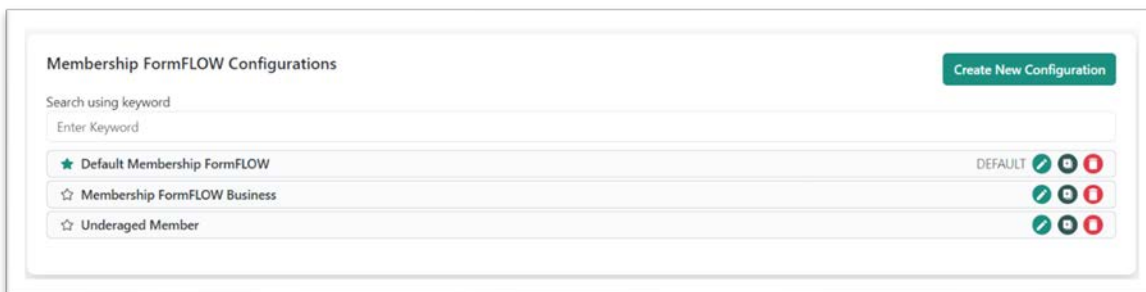 Membership FormFLOW Configurations
Create New Configuration
Search using keyword
Enter Keyword
Default Membership FormFLOW DEFAULT
Membership FormFLOW Business
Underaged Member